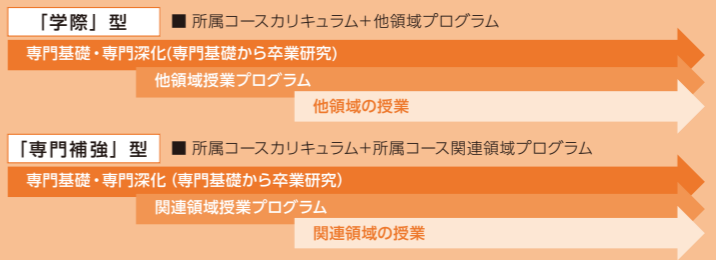 「学際」型 ■ 所属コースカリキュラム+他領域プログラム
専門基礎・専門深化(専門基礎から卒業研究)
他領域授業プログラム
他領域の授業
「専門補強」型 ■ 所属コースカリキュラム+所属コース関連領域プログラム
専門基礎・専門深化(専門基礎から卒業研究)
関連領域授業プログラム
関連領域の授業